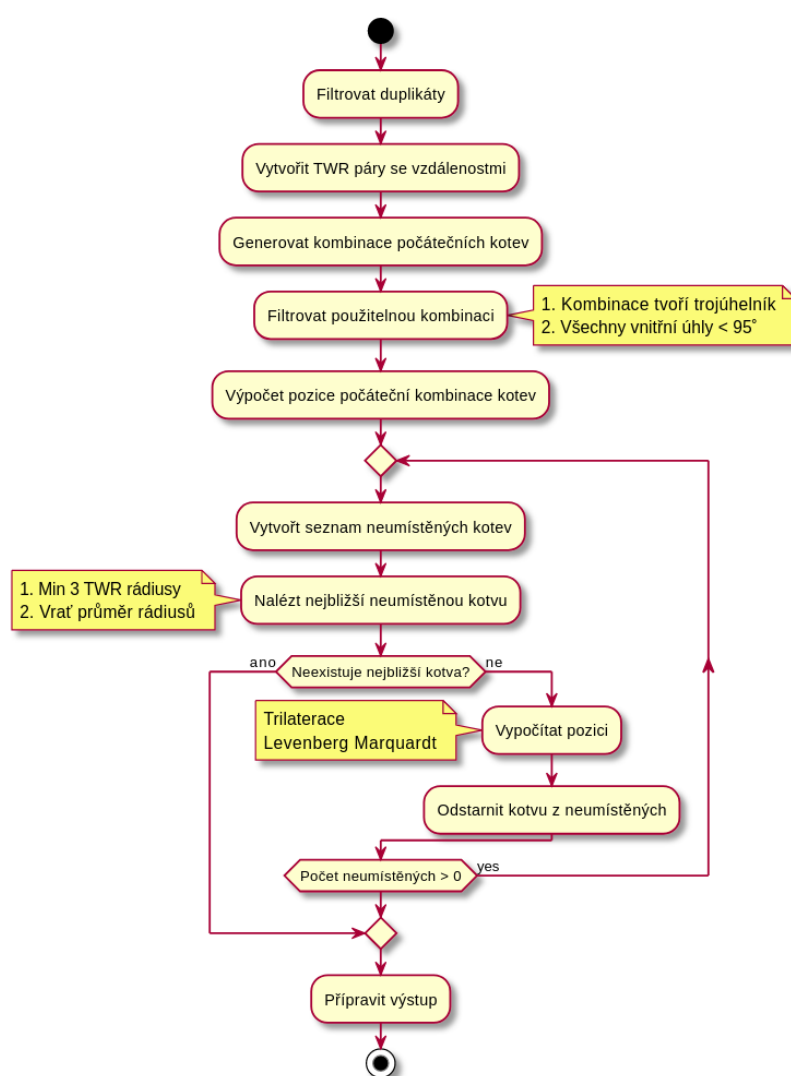 Filtrovat duplikáty
Vytvořit TWR páry se vzdálenostmi
Generovat kombinace počátečních kotev
Filtrovat použitelnou kombinaci
1. Kombinace tvoří trojúhelník
2. Všechny vnitřní úhly < 95°
Výpočet pozice počáteční kombinace kotev
Vytvořt seznam neumístěných kotev
1. Min 3 TWR rádiusy
2. Vrať průměr rádiusů
Nalézt nejbližší neumístěnou kotvu
ano
Neexistuje nejbližší kotva?
ne
Trilaterace
Levenberg Marquardt
Vypočítat pozici
Odstarnit kotvu z neumístěných
Počet neumístěných > 0
yes
Přípravit výstup